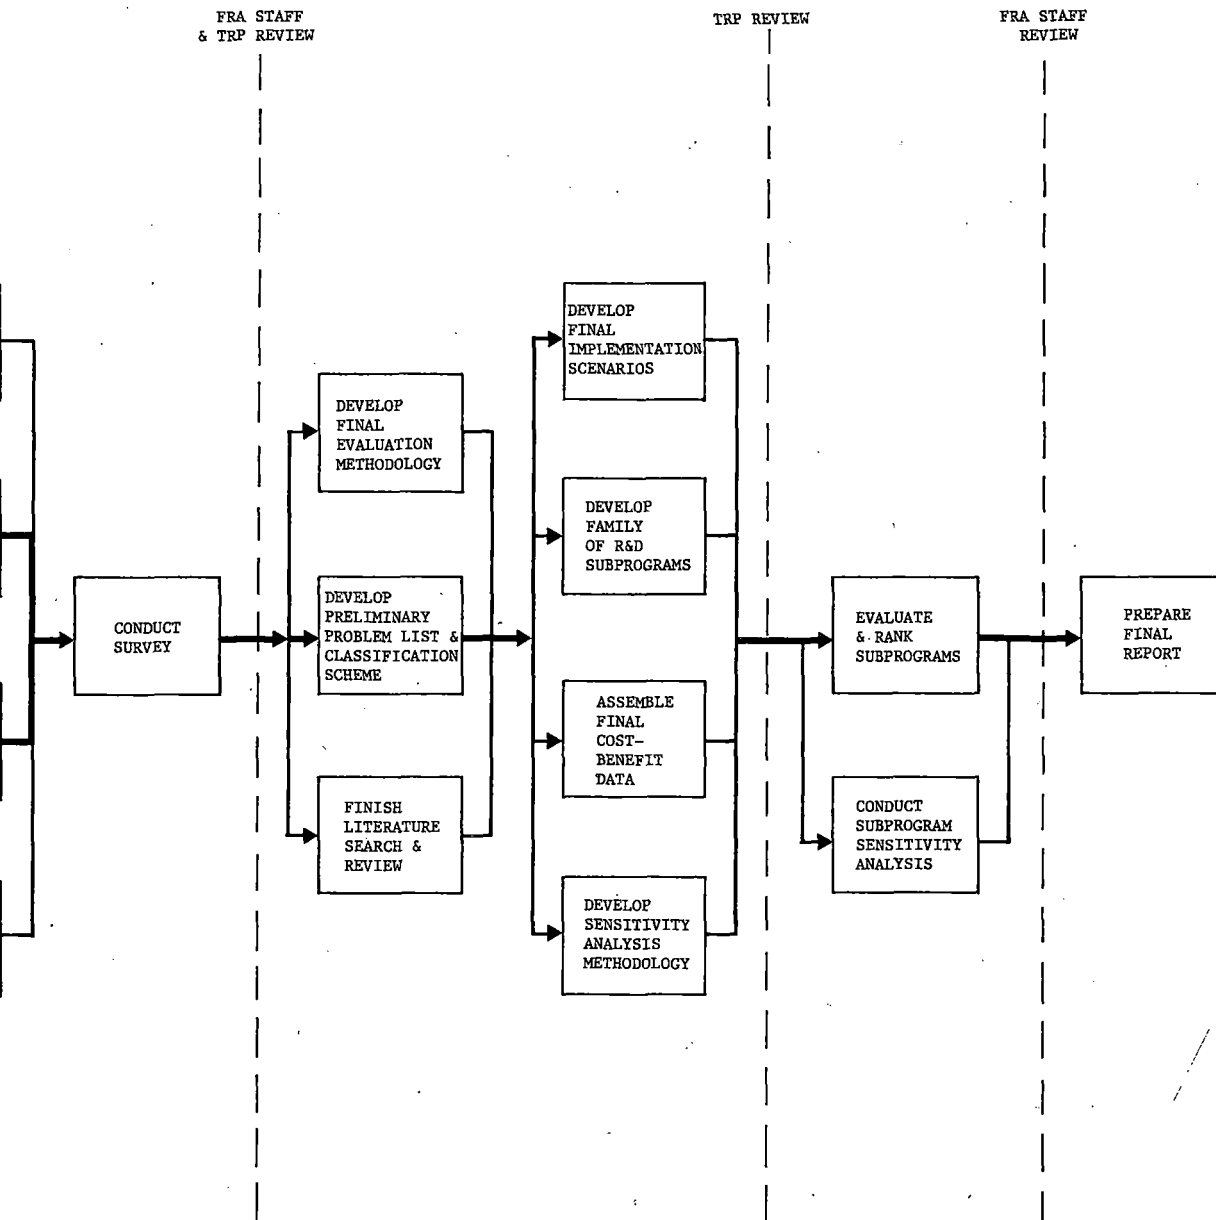 FRA STAFF
& TRP REVIEW
TRP REVIEW
FRA STAFF
REVIEW
CONDUCT
SURVEY
DEVELOP
FINAL
EVALUATION
METHODOLOGY
DEVELOP
PRELIMINARY
PROBLEM LIST &
CLASSIFICATION
SCHEME
FINISH
LITERATURE
SEARCH &
REVIEW
DEVELOP
FINAL
IMPLEMENTATION
SCENARIOS
DEVELOP
FAMILY
OF R&D
SUBPROGRAMS
ASSEMBLE
FINAL
COST-
BENEFIT
DATA
DEVELOP
SENSITIVITY
ANALYSIS
METHODOLOGY
EVALUATE
& RANK
SUBPROGRAMS
CONDUCT
SUBPROGRAM
SENSITIVITY
ANALYSIS
PREPARE
FINAL
REPORT